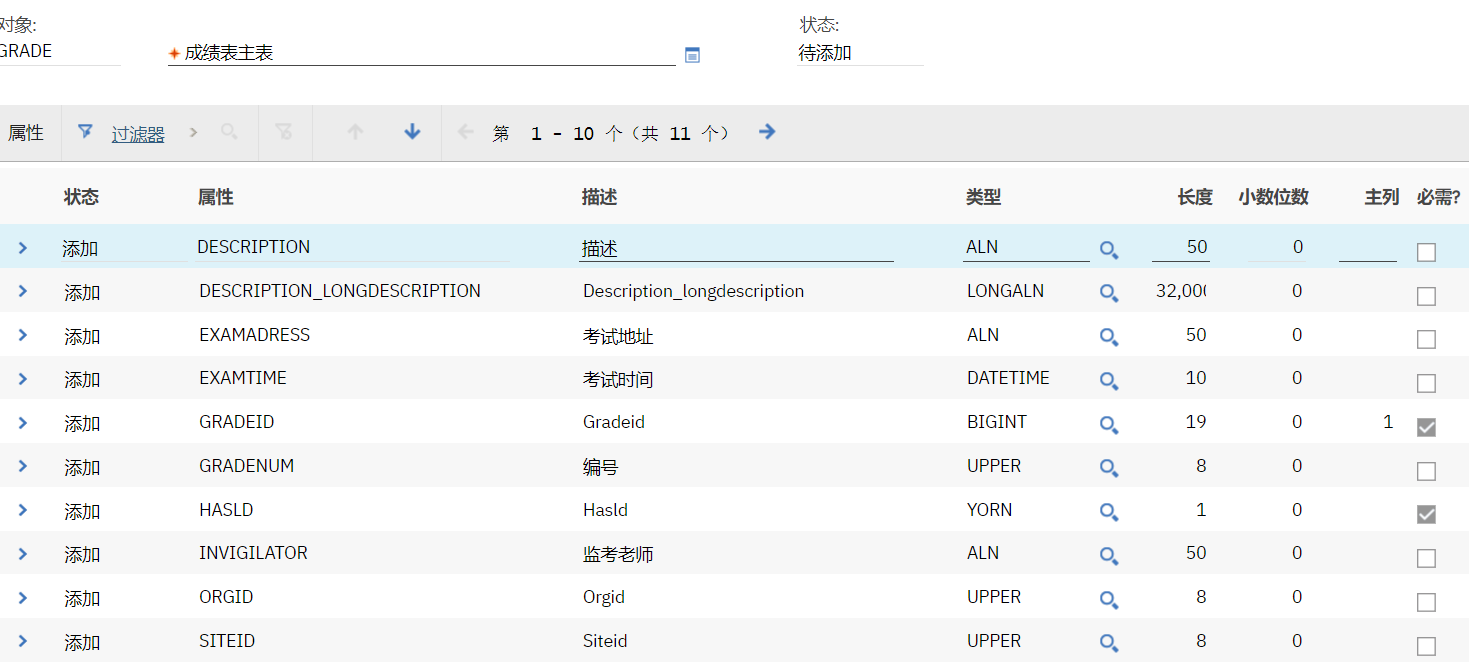 对象: 状态:
GRADE 成绩表主表 待添加
属性 过滤器 第 1 - 10 个（共 11 个）
状态 属性 描述 类型 长度 小数位数 主列 必需?
添加 DESCRIPTION 描述 ALN 50 0
添加 DESCRIPTION_LONGDESCRIPTION Description_longdescription LONGALN 32,000 0
添加 EXAMADRESS 考试地址 ALN 50 0
添加 EXAMTIME 考试时间 DATETIME 10 0
添加 GRADEID Gradeid BIGINT 19 0 1
添加 GRADENUM 编号 UPPER 8 0
添加 HASLD Hasld YORN 1 0
添加 INVIGILATOR 监考老师 ALN 50 0
添加 ORGID Orgid UPPER 8 0
添加 SITEID Siteid UPPER 8 0